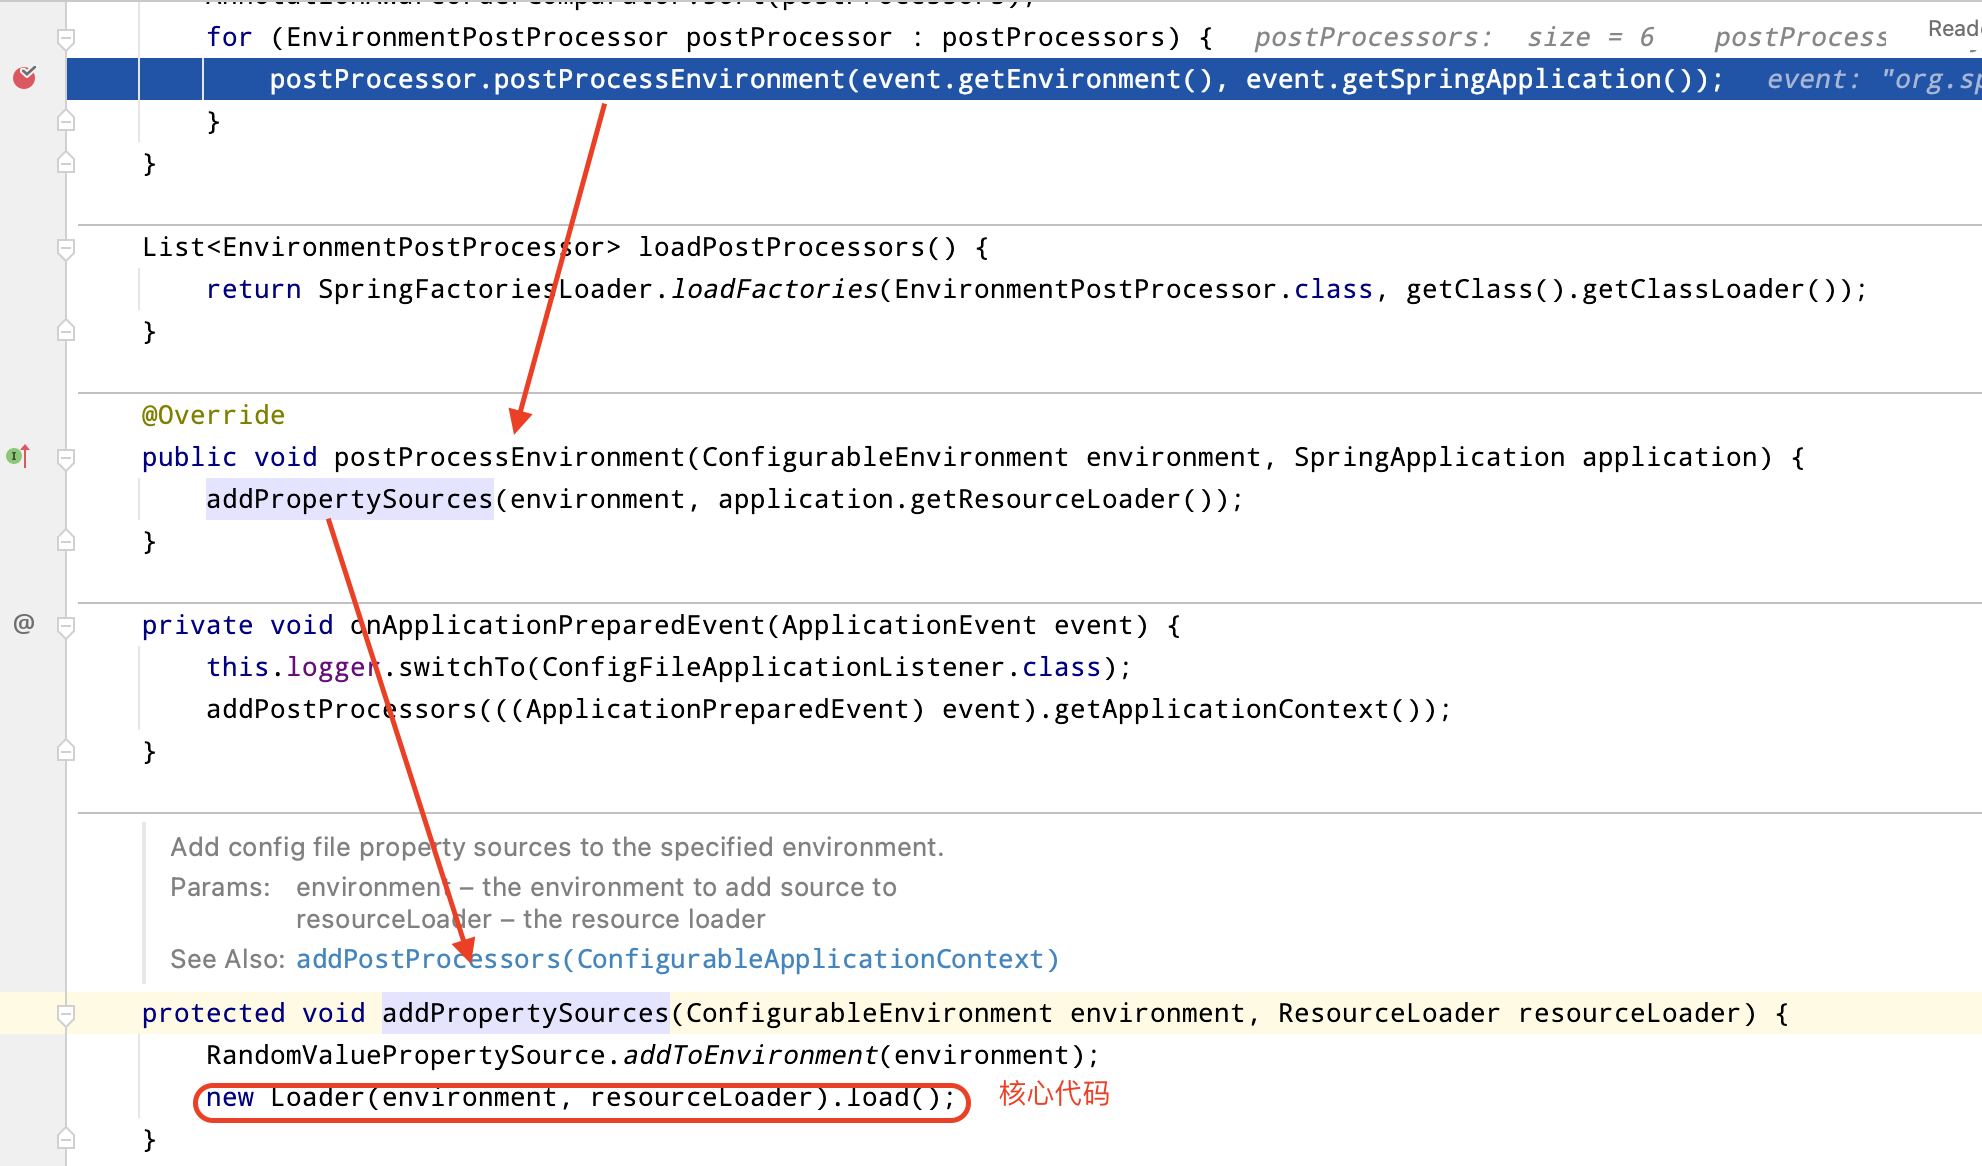 for (EnvironmentPostProcessor postProcessor : postProcessors) { postProcessors: size = 6 postProcess
postProcessor.postProcessEnvironment(event.getEnvironment(), event.getSpringApplication()); event: "org.sp
}
}
List<EnvironmentPostProcessor> loadPostProcessors() {
return SpringFactoriesLoader.loadFactories(EnvironmentPostProcessor.class, getClass().getClassLoader());
}
@Override
public void postProcessEnvironment(ConfigurableEnvironment environment, SpringApplication application) {
addPropertySources(environment, application.getResourceLoader());
}
@
private void onApplicationPreparedEvent(ApplicationEvent event) {
this.logger.switchTo(ConfigFileApplicationListener.class);
addPostProcessors(((ApplicationPreparedEvent) event).getApplicationContext());
}
Add config file property sources to the specified environment.
Params: environment – the environment to add source to
resourceLoader – the resource loader
See Also: addPostProcessors(ConfigurableApplicationContext)
protected void addPropertySources(ConfigurableEnvironment environment, ResourceLoader resourceLoader) {
RandomValuePropertySource.addToEnvironment(environment);
new Loader(environment, resourceLoader).load(); 核心代码
}